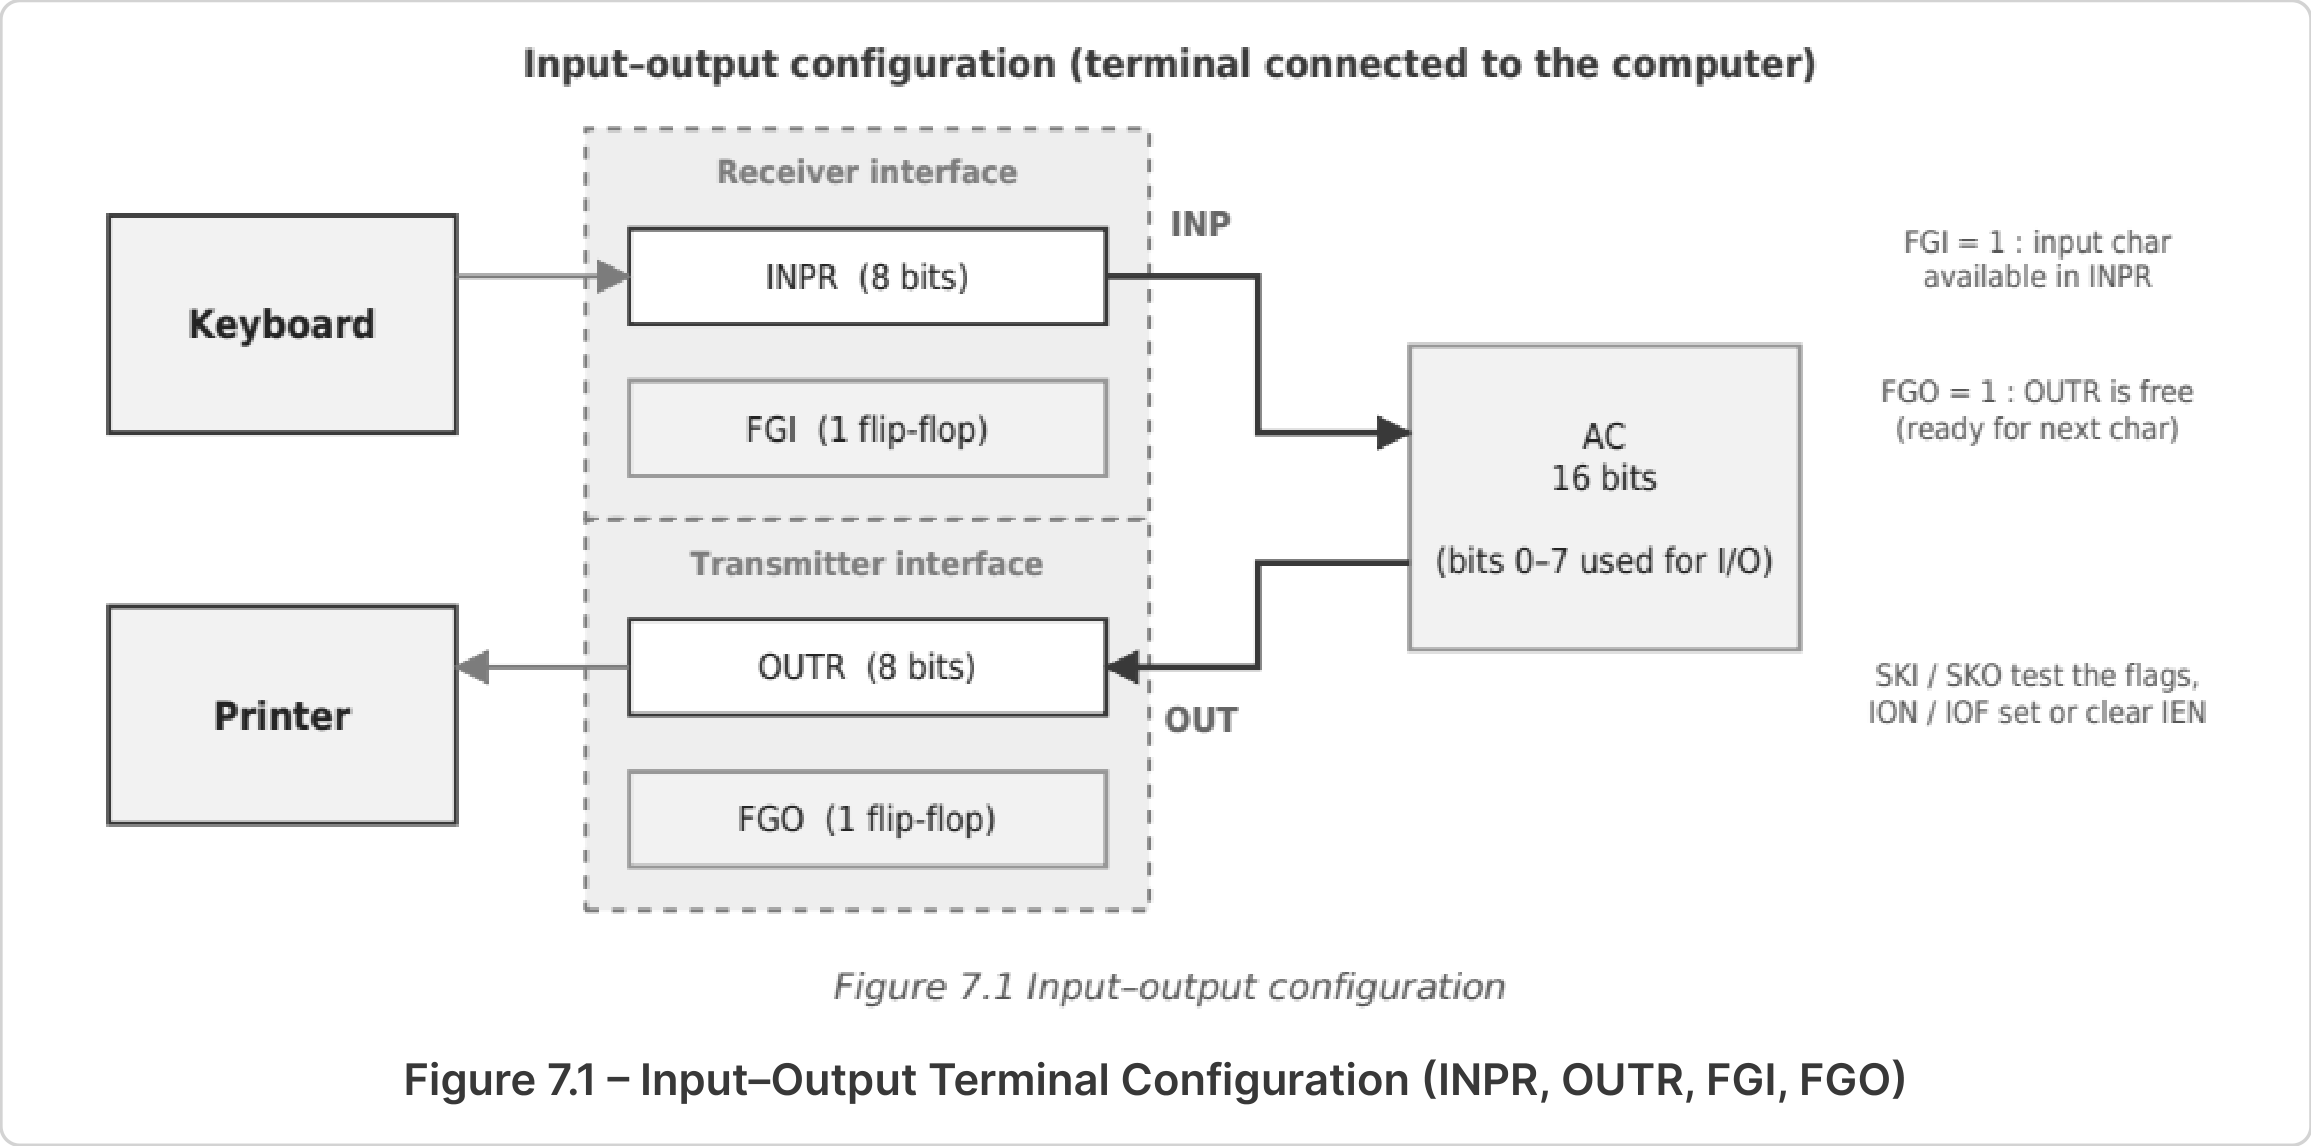 Input–output configuration (terminal connected to the computer)
Receiver interface
INP
Keyboard
INPR (8 bits)
FGI (1 flip-flop)
FGI = 1 : input char
available in INPR
FGO = 1 : OUTR is free
(ready for next char)
AC
16 bits
(bits 0–7 used for I/O)
Transmitter interface
Printer
OUTR (8 bits)
OUT
FGO (1 flip-flop)
SKI / SKO test the flags,
ION / IOF set or clear IEN
Figure 7.1 Input–output configuration
Figure 7.1 – Input–Output Terminal Configuration (INPR, OUTR, FGI, FGO)